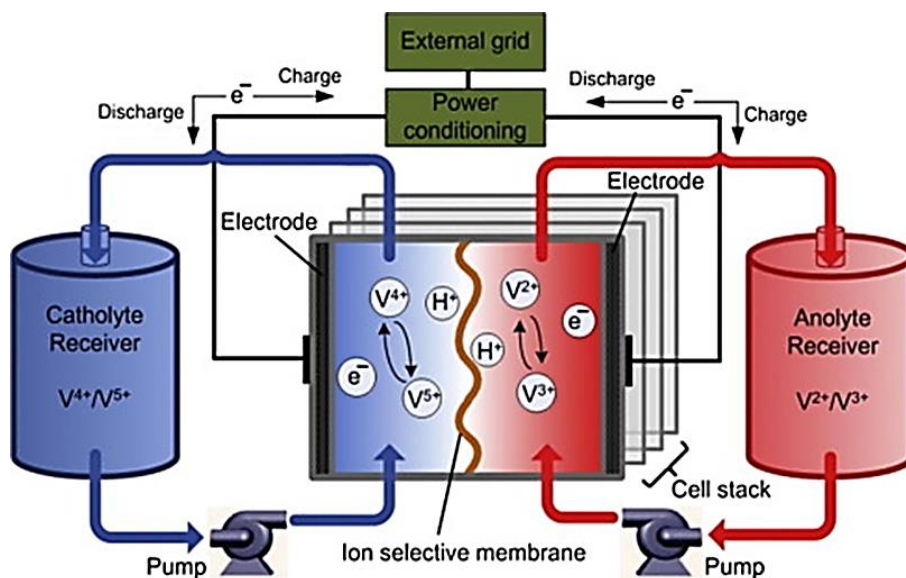 External grid
Charge
Discharge
e⁻
Power
conditioning
Discharge
e⁻
Charge
Electrode
Electrode
Catholyte
Receiver
V⁴⁺/V⁵⁺
V⁴⁺
H⁺
V²⁺
e⁻
H⁺
e⁻
V⁵⁺
V³⁺
Anolyte
Receiver
V²⁺/V³⁺
Cell stack
Pump
Ion selective membrane
Pump